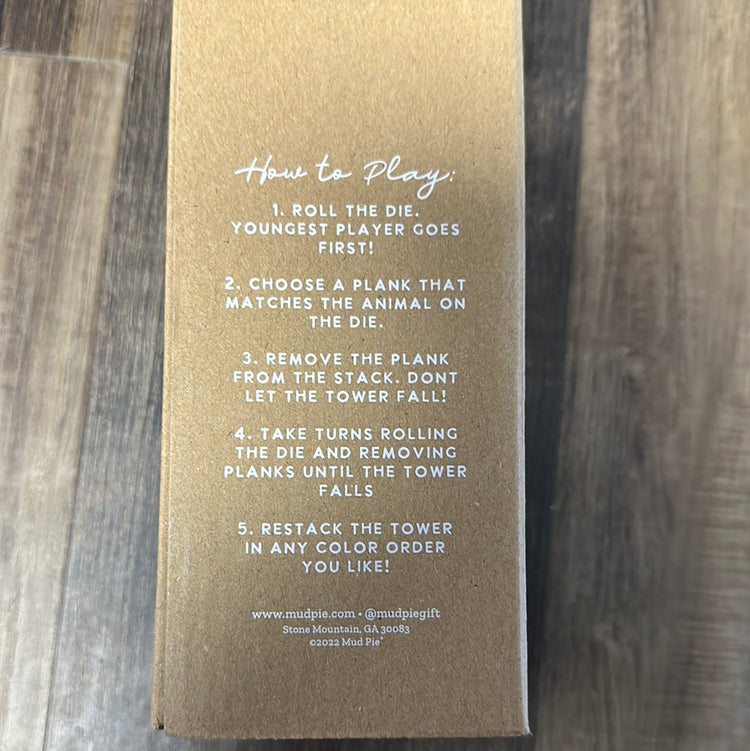 How to Play:
1. ROLL THE DIE.
YOUNGEST PLAYER GOES
FIRST!
2. CHOOSE A PLANK THAT
MATCHES THE ANIMAL ON
THE DIE.
3. REMOVE THE PLANK
FROM THE STACK. DONT
LET THE TOWER FALL!
4. TAKE TURNS ROLLING
THE DIE AND REMOVING
PLANKS UNTIL THE TOWER
FALLS
5. RESTACK THE TOWER
IN ANY COLOR ORDER
YOU LIKE!
www.mudpie.com • @mudpiegift
Stone Mountain, GA 30083
©2022 Mud Pie®